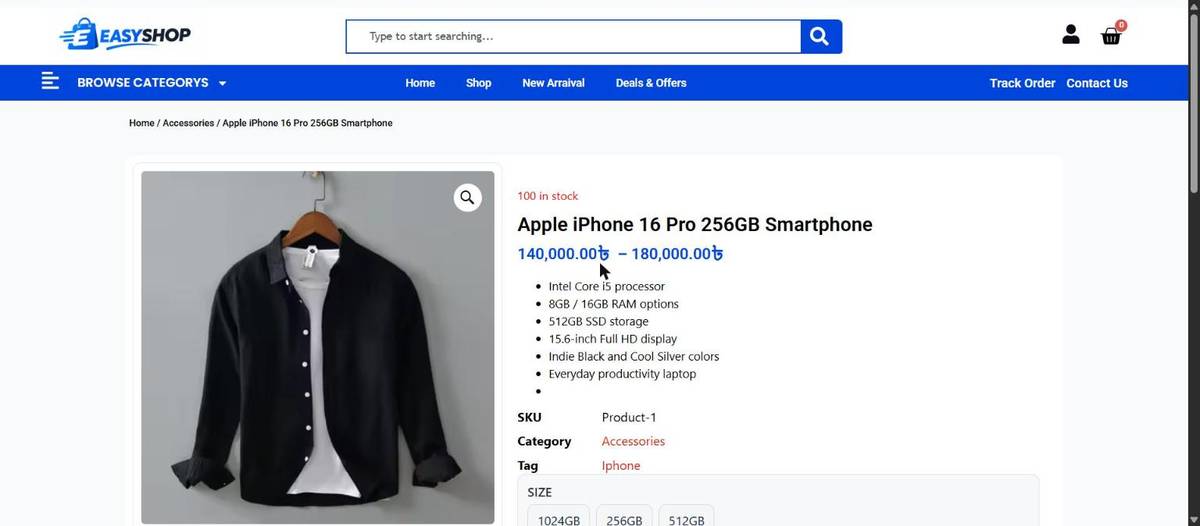 EASYSHOP
Type to start searching...
0
BROWSE CATEGORYS
Home Shop New Arraival Deals & Offers
Track Order Contact Us
Home / Accessories / Apple iPhone 16 Pro 256GB Smartphone
100 in stock
Apple iPhone 16 Pro 256GB Smartphone
140,000.00৳ – 180,000.00৳
• Intel Core i5 processor
• 8GB / 16GB RAM options
• 512GB SSD storage
• 15.6-inch Full HD display
• Indie Black and Cool Silver colors
• Everyday productivity laptop
•
SKU Product-1
Category Accessories
Tag Iphone
SIZE
1024GB 256GB 512GB